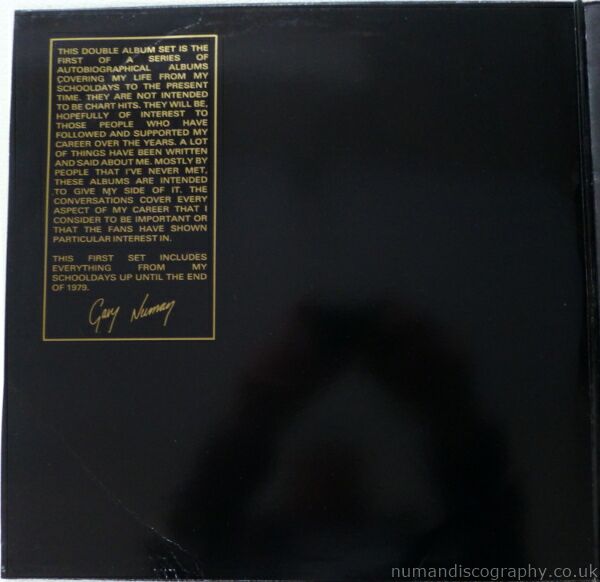 THIS DOUBLE ALBUM SET IS THE
FIRST OF A SERIES OF
AUTOBIOGRAPHICAL ALBUMS
COVERING MY LIFE FROM MY
SCHOOLDAYS TO THE PRESENT
TIME. THEY ARE NOT INTENDED
TO BE CHART HITS. THEY WILL BE,
HOPEFULLY OF INTEREST TO
THOSE PEOPLE WHO HAVE
FOLLOWED AND SUPPORTED MY
CAREER OVER THE YEARS. A LOT
OF THINGS HAVE BEEN WRITTEN
AND SAID ABOUT ME. MOSTLY BY
PEOPLE THAT I'VE NEVER MET,
THESE ALBUMS ARE INTENDED
TO GIVE MY SIDE OF IT. THE
CONVERSATIONS COVER EVERY
ASPECT OF MY CAREER THAT I
CONSIDER TO BE IMPORTANT OR
THAT THE FANS HAVE SHOWN
PARTICULAR INTEREST IN.
THIS FIRST SET INCLUDES
EVERYTHING FROM MY
SCHOOLDAYS UP UNTIL THE END
OF 1979.
Gary Numan
numandiscography.co.uk